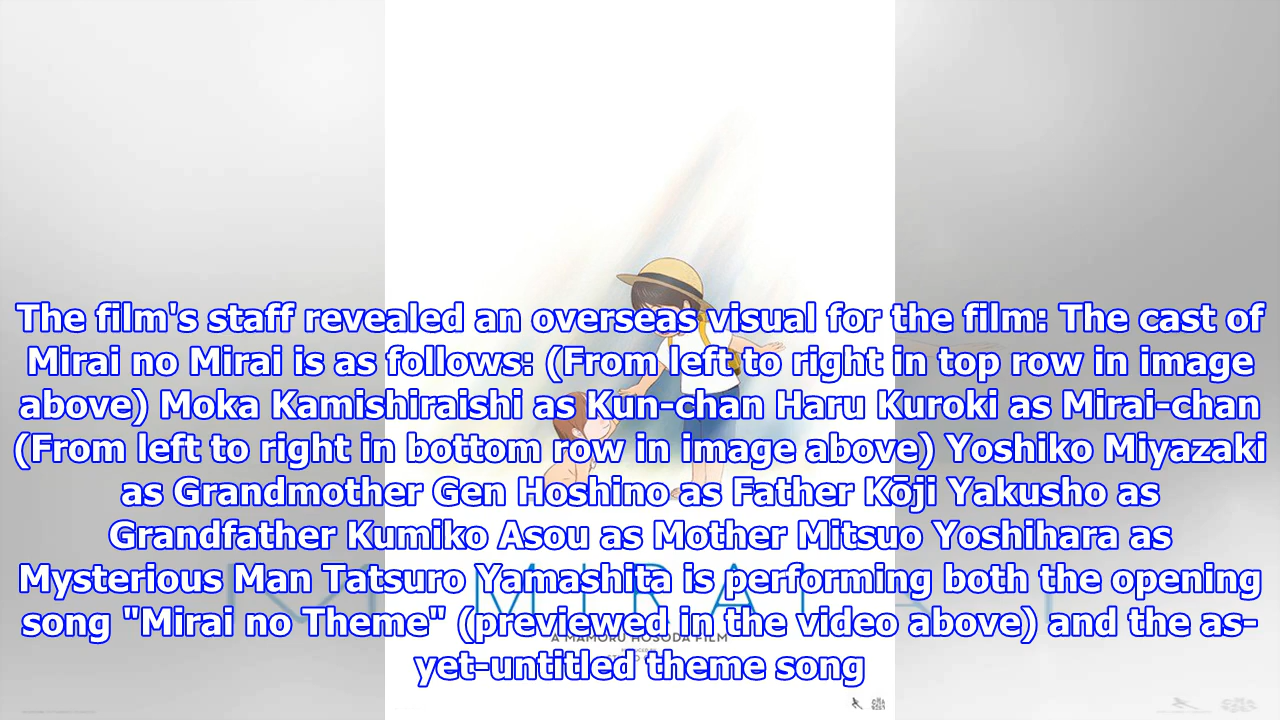 The film's staff revealed an overseas visual for the film: The cast of
Mirai no Mirai is as follows: (From left to right in top row in image
above) Moka Kamishiraishi as Kun-chan Haru Kuroki as Mirai-chan
(From left to right in bottom row in image above) Yoshiko Miyazaki
as Grandmother Gen Hoshino as Father Kōji Yakusho as
Grandfather Kumiko Asou as Mother Mitsuo Yoshihara as
Mysterious Man Tatsuro Yamashita is performing both the opening
song "Mirai no Theme" (previewed in the video above) and the as-
yet-untitled theme song
MIRAI
A MAMORU HOSODA FILM